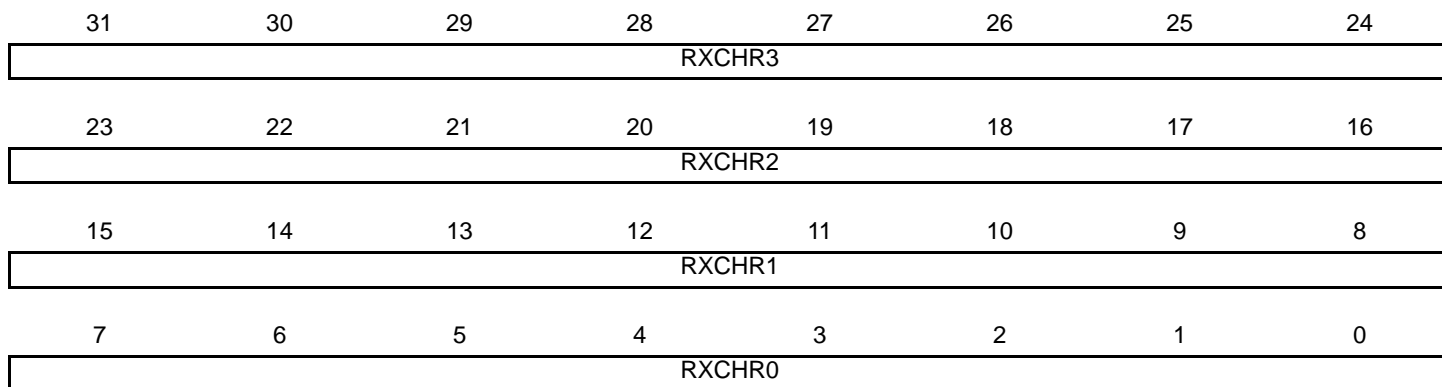 31 30 29 28 27 26 25 24
RXCHR3
23 22 21 20 19 18 17 16
RXCHR2
15 14 13 12 11 10 9 8
RXCHR1
7 6 5 4 3 2 1 0
RXCHR0